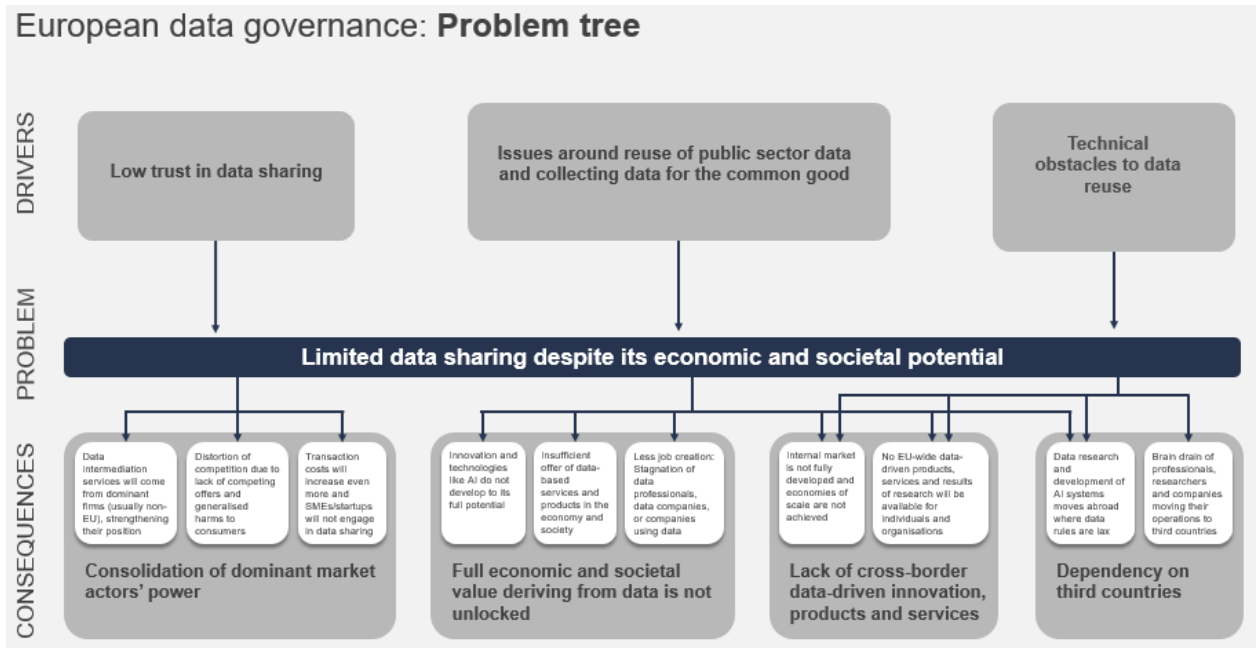 European data governance: Problem tree
DRIVERS
Low trust in data sharing
Issues around reuse of public sector data
and collecting data for the common good
Technical
obstacles to data
reuse
PROBLEM
Limited data sharing despite its economic and societal potential
CONSEQUENCES
Data
intermediation
services will come
from dominant
firms (usually non-
EU), strengthening
their position
Distortion of
competition due to
lack of competing
offers and
generalised
harms to
consumers
Transaction
costs will
increase even
more and
SMEs/startups
will not engage
in data sharing
Consolidation of dominant market
actors’ power
Innovation and
technologies
like AI do not
develop to its
full potential
Insufficient
offer of data-
based
services and
products in the
economy and
society
Less job creation:
Stagnation of
data
professionals,
data companies,
or companies
using data
Full economic and societal
value deriving from data is not
unlocked
Internal market
is not fully
developed and
economies of
scale are not
achieved
No EU-wide data-
driven products,
services and results
of research will be
available for
individuals and
organisations
Lack of cross-border
data-driven innovation,
products and services
Data research
and
development of
AI systems
moves abroad
where data
rules are lax
Brain drain of
professionals,
researchers
and companies
moving their
operations to
third countries
Dependency on
third countries